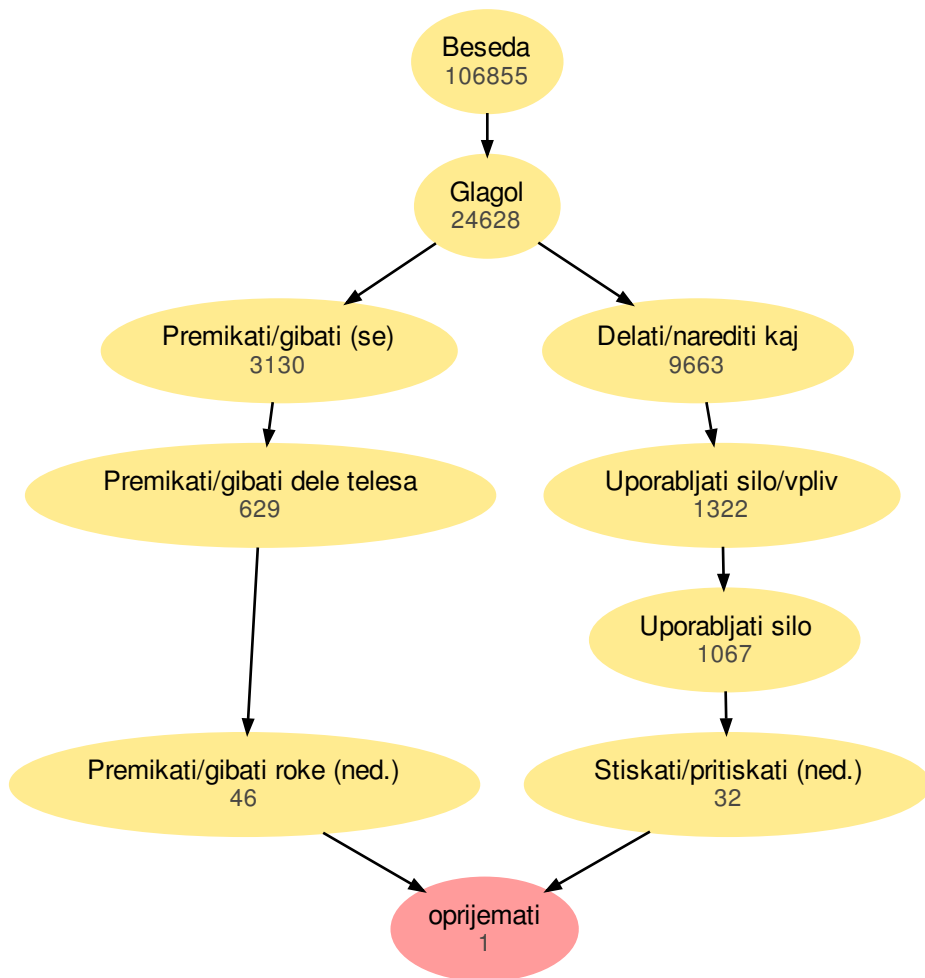 Beseda
106855
Glagol
24628
Premikati/gibati (se)
3130
Delati/narediti kaj
9663
Premikati/gibati dele telesa
629
Uporabljati silo/vpliv
1322
Uporabljati silo
1067
Premikati/gibati roke (ned.)
46
Stiskati/pritiskati (ned.)
32
oprijemati
1